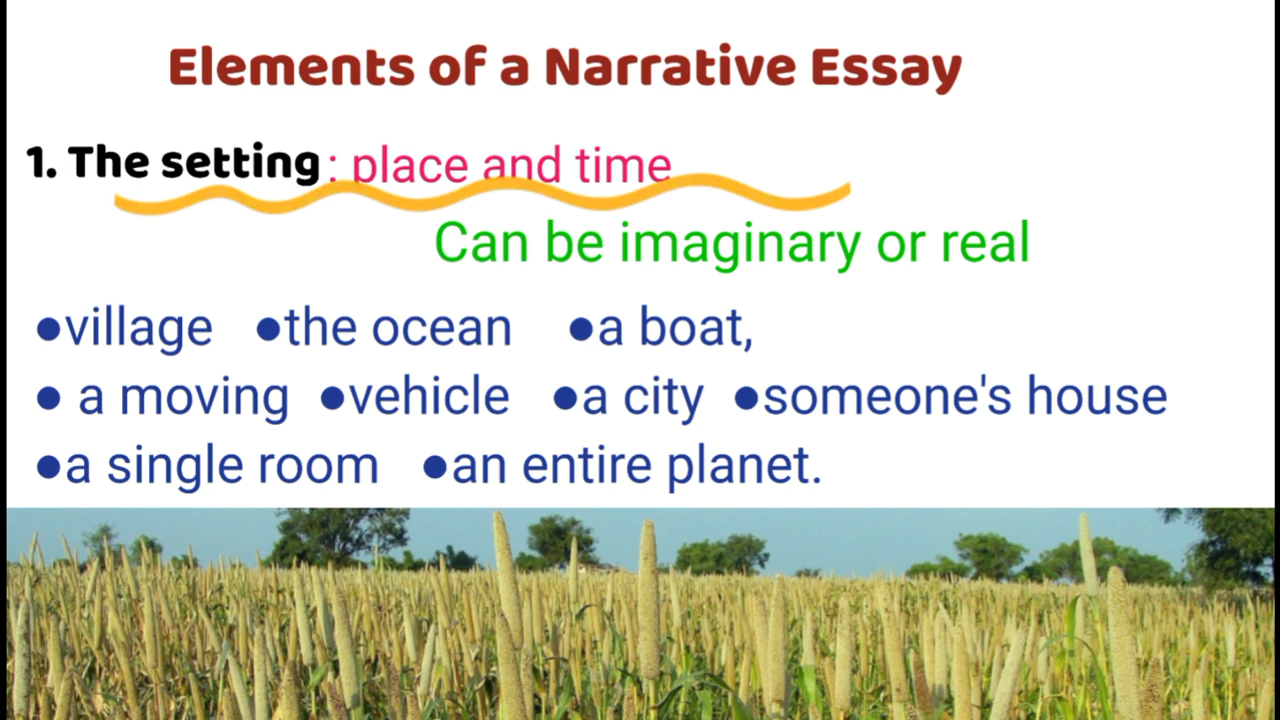 Elements of a Narrative Essay
1. The setting: place and time
Can be imaginary or real
●village ●the ocean ●a boat,
● a moving ●vehicle ●a city ●someone's house
●a single room ●an entire planet.